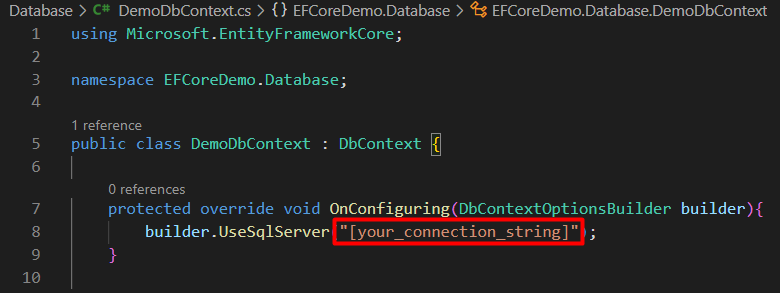 Database > C# DemoDbContext.cs > {} EFCoreDemo.Database > EFCoreDemo.Database.DemoDbContext
1 using Microsoft.EntityFrameworkCore;
2
3 namespace EFCoreDemo.Database;
4
1 reference
5 public class DemoDbContext : DbContext {
6
0 references
7 protected override void OnConfiguring(DbContextOptionsBuilder builder){
8 builder.UseSqlServer("[your_connection_string]");
9 }
10